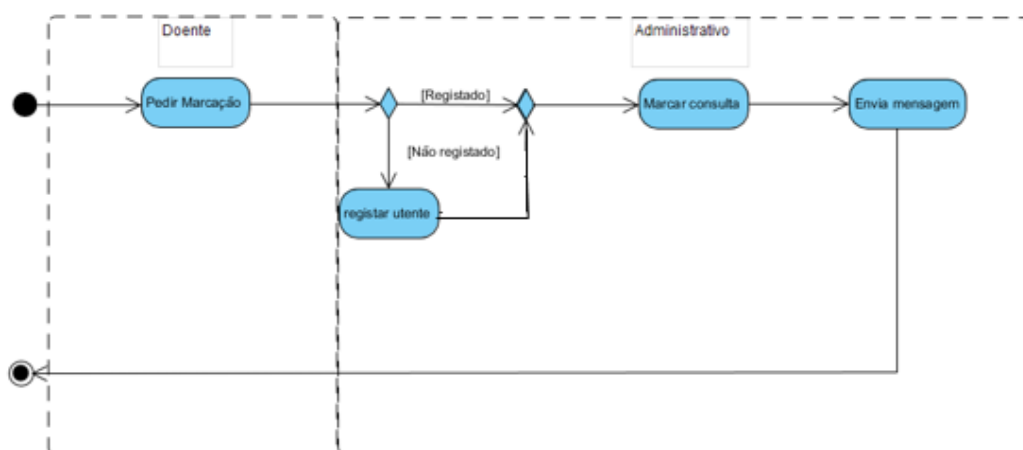 Doente
Administrativo
Pedir Marcação
[Registado]
Marcar consulta
Envia mensagem
[Não registado]
registar utente